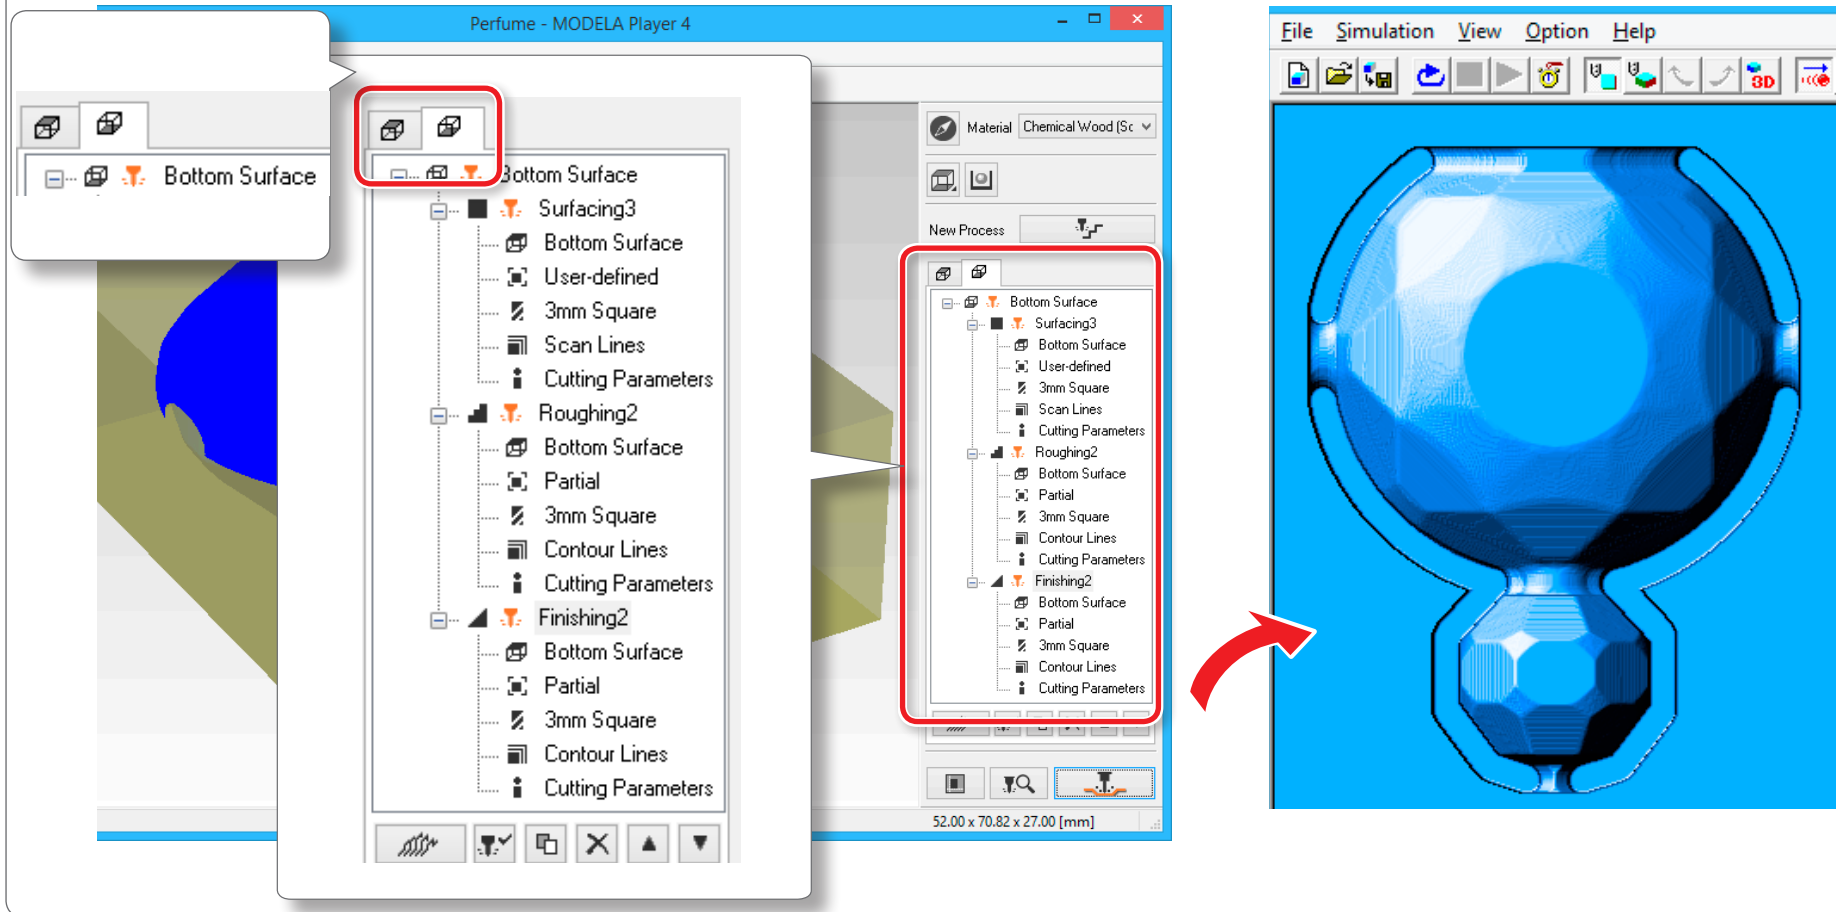 Perfume - MODELA Player 4
Bottom Surface
Bottom Surface
Surfacing3
Bottom Surface
User-defined
3mm Square
Scan Lines
Cutting Parameters
Roughing2
Bottom Surface
Partial
3mm Square
Contour Lines
Cutting Parameters
Finishing2
Bottom Surface
Partial
3mm Square
Contour Lines
Cutting Parameters
Material Chemical Wood (Sc
New Process
Bottom Surface
Surfacing3
Bottom Surface
User-defined
3mm Square
Scan Lines
Cutting Parameters
Roughing2
Bottom Surface
Partial
3mm Square
Contour Lines
Cutting Parameters
Finishing2
Bottom Surface
Partial
3mm Square
Contour Lines
Cutting Parameters
52.00 x 70.82 x 27.00 [mm]
File Simulation View Option Help
3D